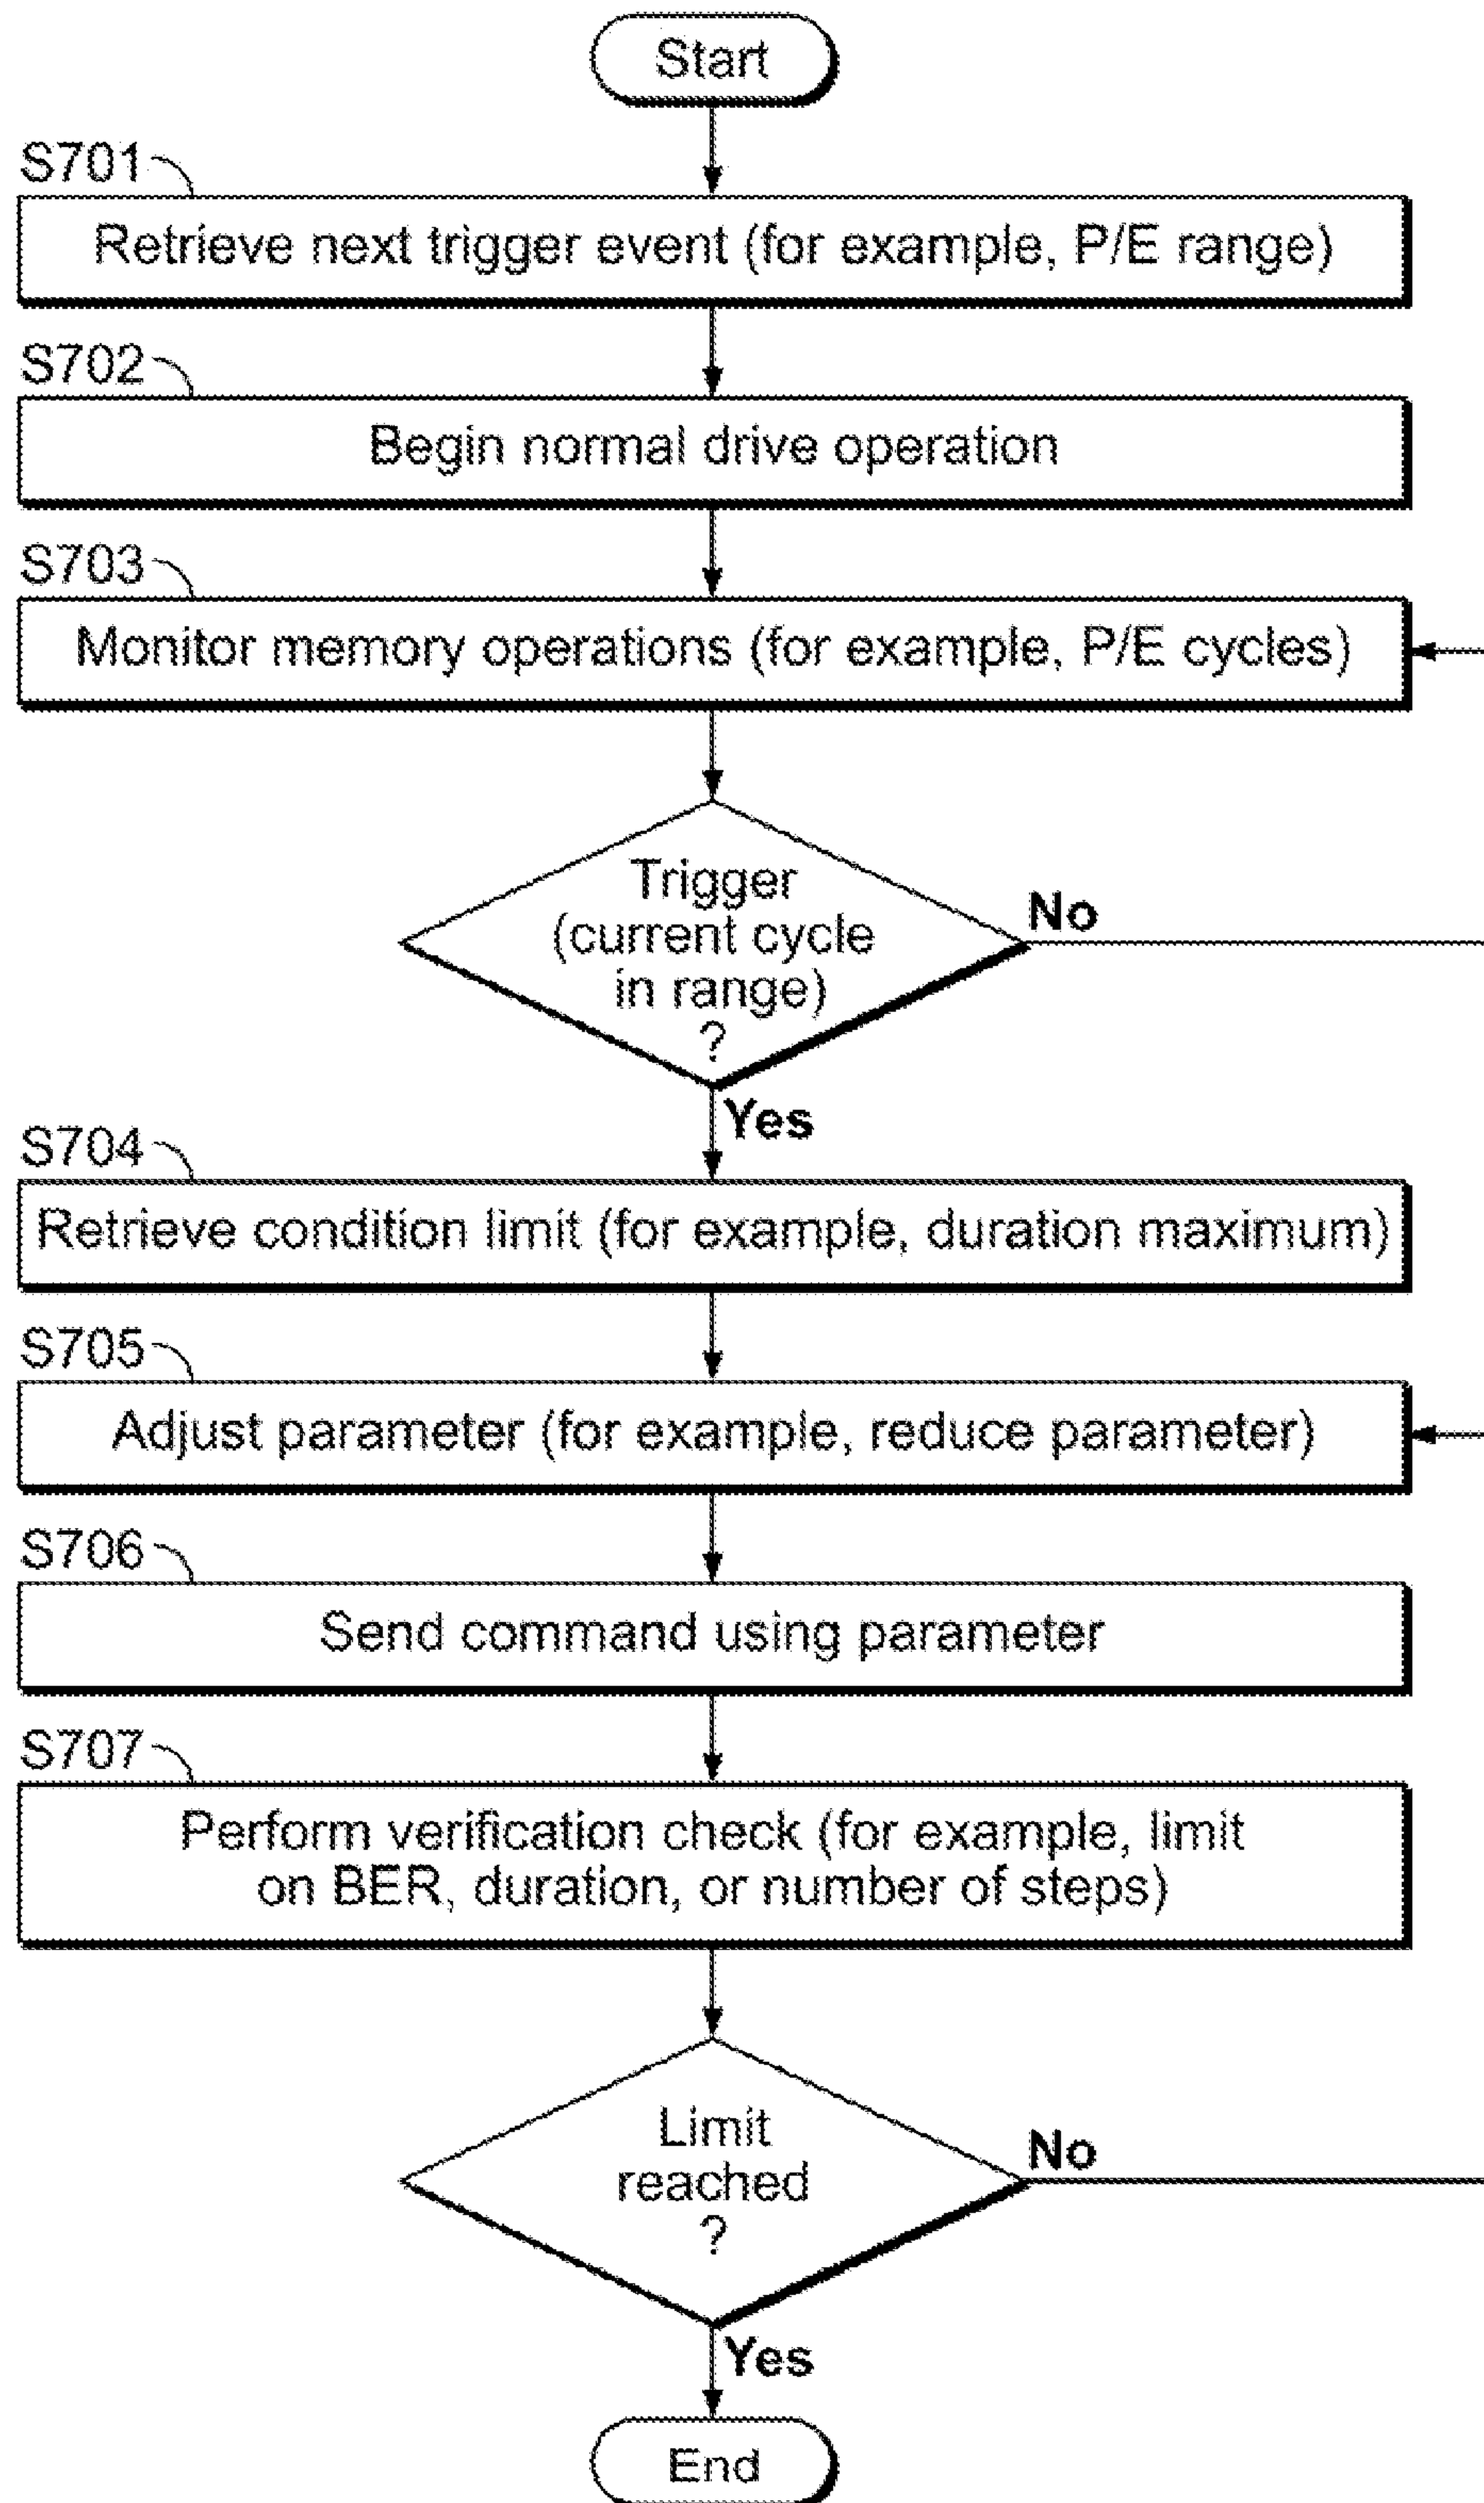 Start
S701
Retrieve next trigger event (for example, P/E range)
S702
Begin normal drive operation
S703
Monitor memory operations (for example, P/E cycles)
Trigger
(current cycle
in range)
?
No
Yes
S704
Retrieve condition limit (for example, duration maximum)
S705
Adjust parameter (for example, reduce parameter)
S706
Send command using parameter
S707
Perform verification check (for example, limit
on BER, duration, or number of steps)
Limit
reached
?
No
Yes
End